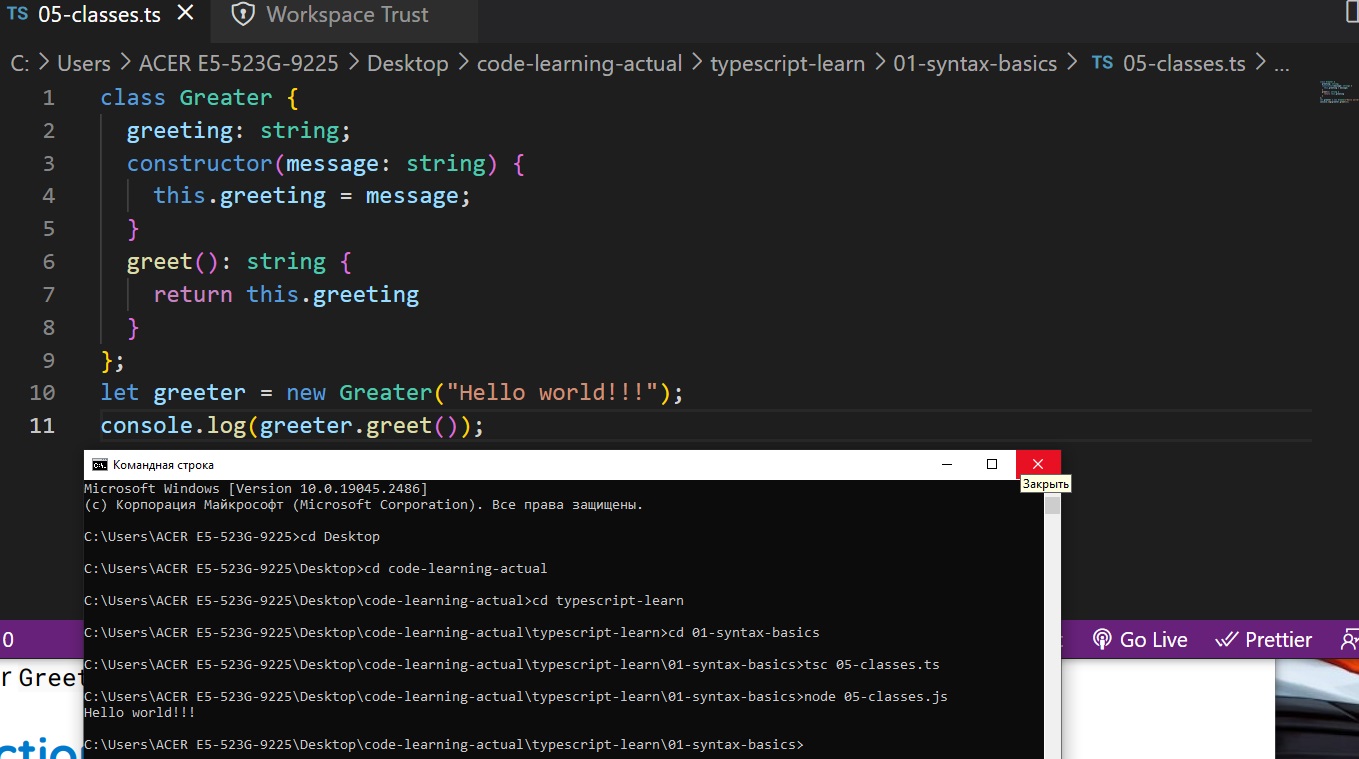 TS 05-classes.ts × Workspace Trust
C: > Users > ACER E5-523G-9225 > Desktop > code-learning-actual > typescript-learn > 01-syntax-basics > TS 05-classes.ts > ...
1 class Greater {
2 greeting: string;
3 constructor(message: string) {
4 this.greeting = message;
5 }
6 greet(): string {
7 return this.greeting
8 }
9 };
10 let greeter = new Greater("Hello world!!!");
11 console.log(greeter.greet());
Командная строка
Закрыть
Microsoft Windows [Version 10.0.19045.2486]
(c) Корпорация Майкрософт (Microsoft Corporation). Все права защищены.
C:\Users\ACER E5-523G-9225>cd Desktop
C:\Users\ACER E5-523G-9225\Desktop>cd code-learning-actual
C:\Users\ACER E5-523G-9225\Desktop\code-learning-actual>cd typescript-learn
C:\Users\ACER E5-523G-9225\Desktop\code-learning-actual\typescript-learn>cd 01-syntax-basics
C:\Users\ACER E5-523G-9225\Desktop\code-learning-actual\typescript-learn\01-syntax-basics>tsc 05-classes.ts
C:\Users\ACER E5-523G-9225\Desktop\code-learning-actual\typescript-learn\01-syntax-basics>node 05-classes.js
Hello world!!!
C:\Users\ACER E5-523G-9225\Desktop\code-learning-actual\typescript-learn\01-syntax-basics>
0 Go Live Prettier
r Greet
ction